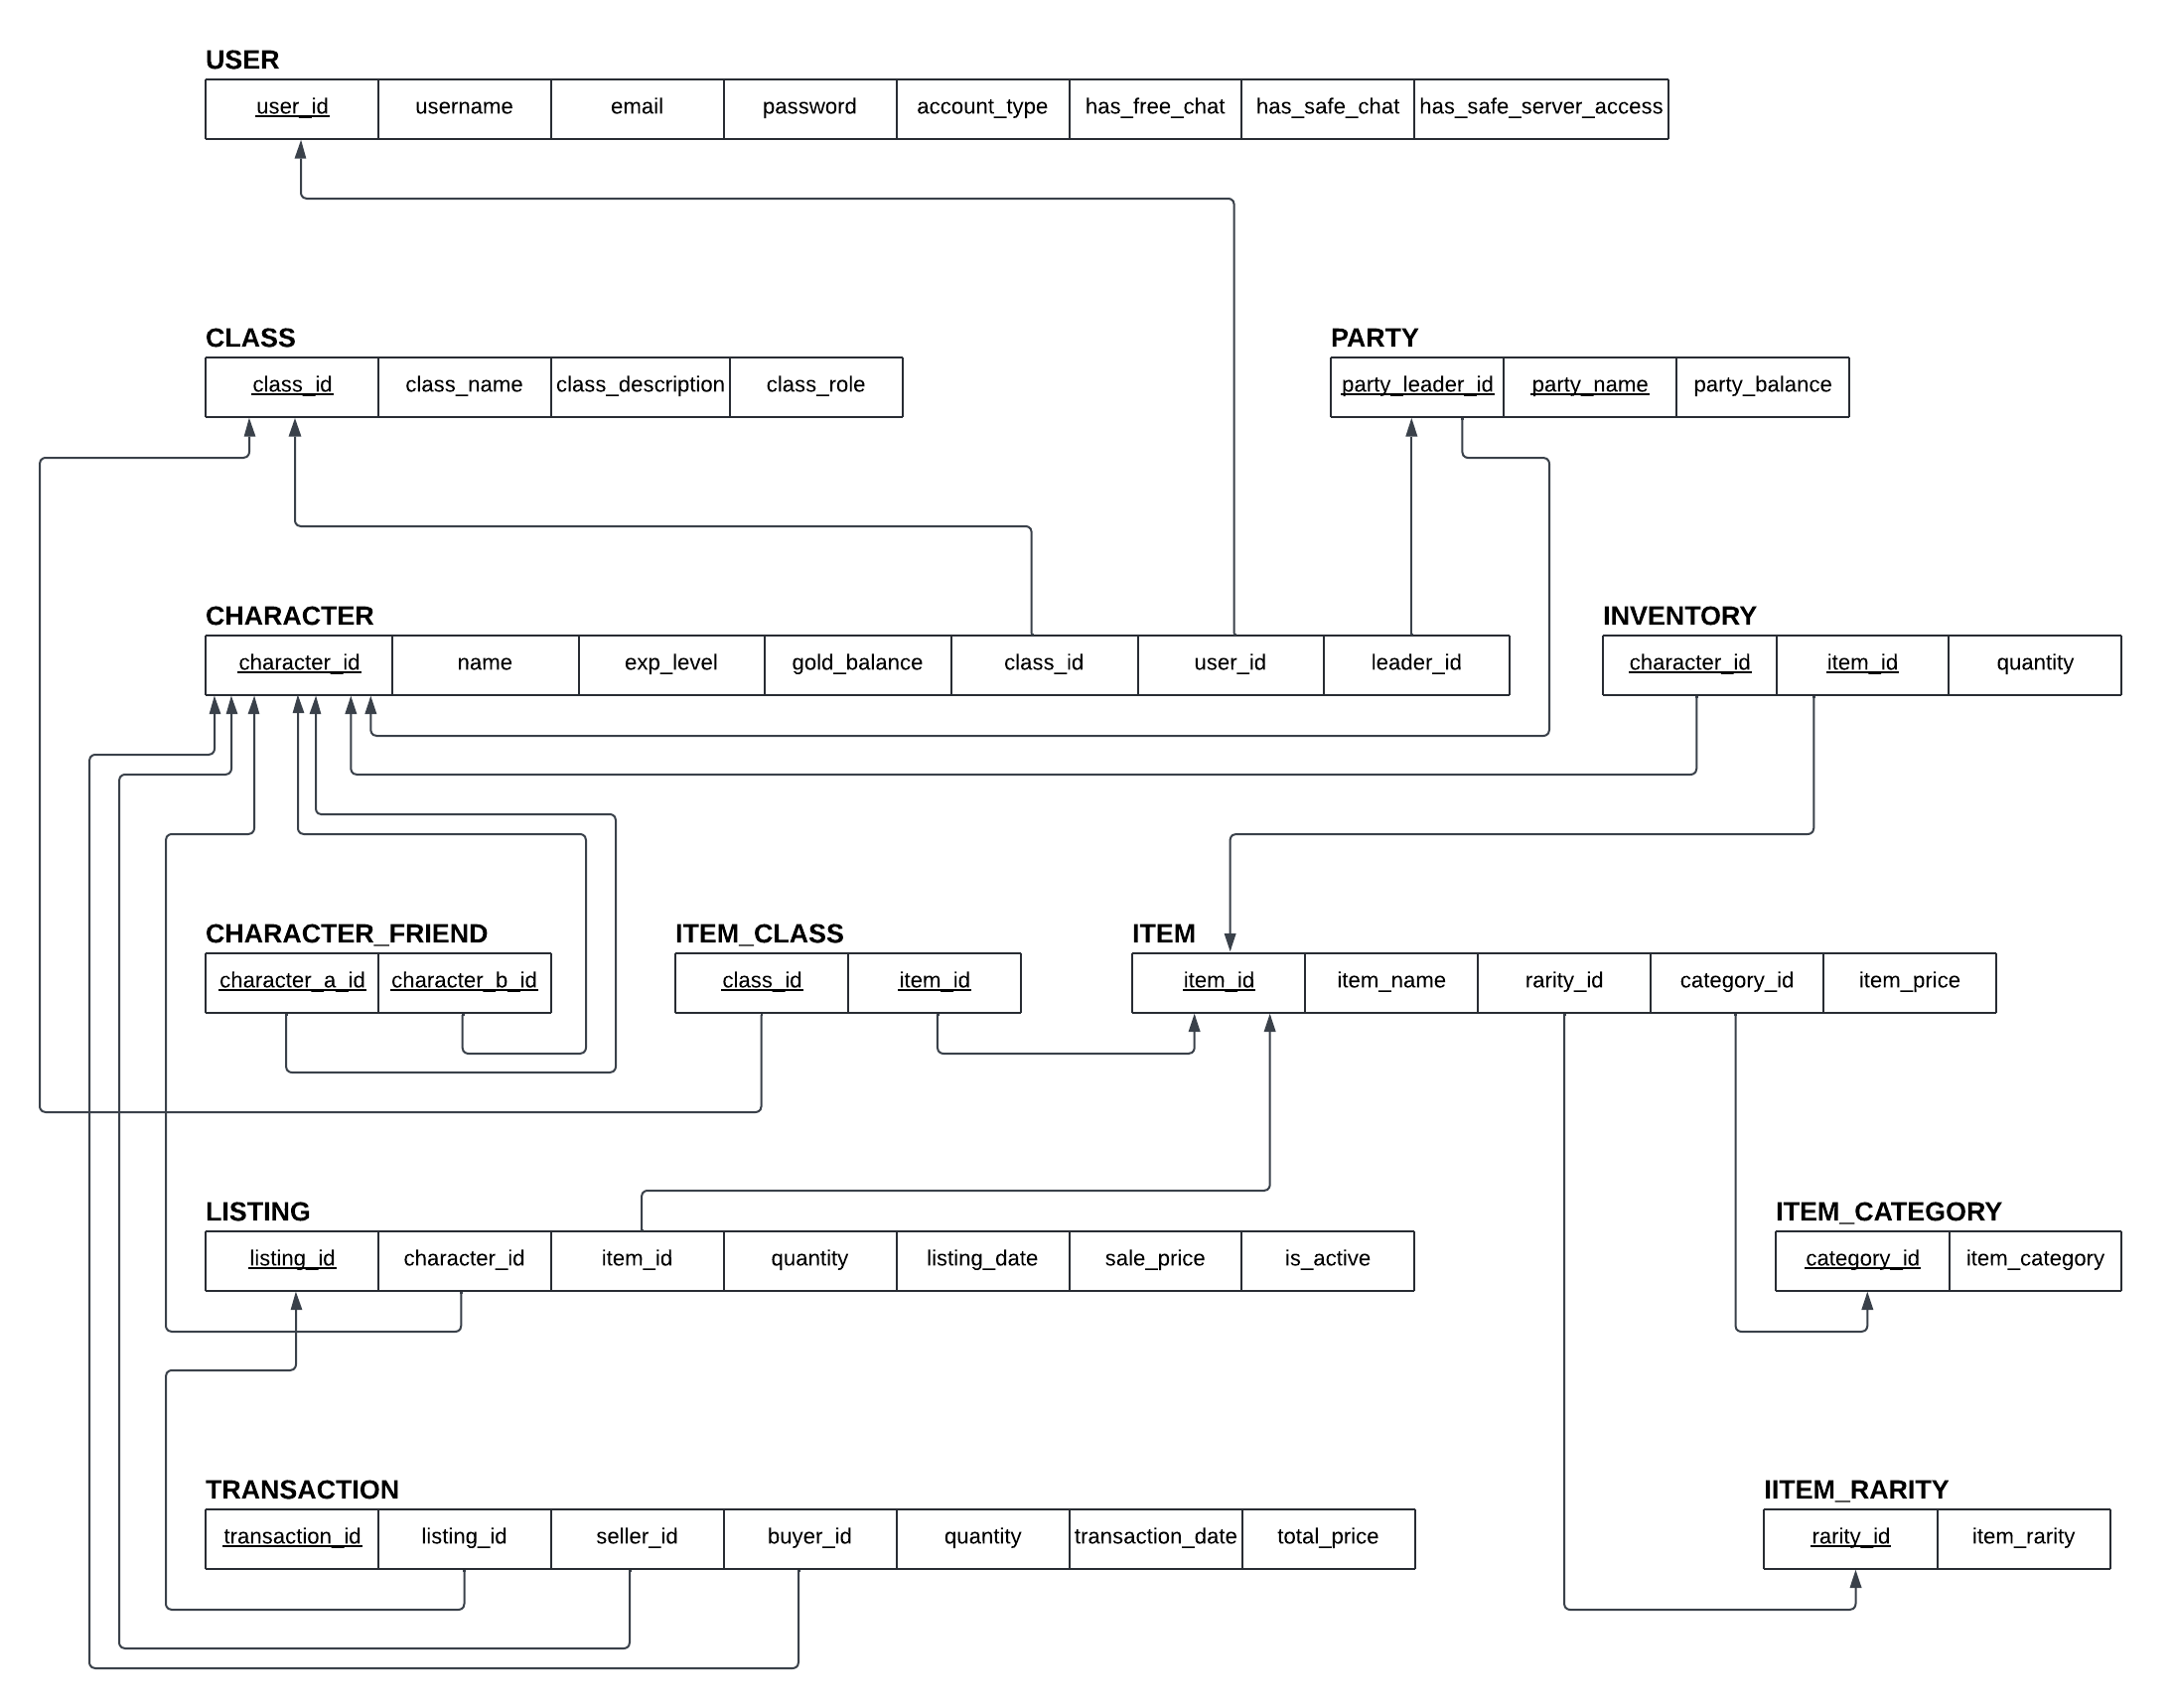 USER
user_id username email password account_type has_free_chat has_safe_chat has_safe_server_access
CLASS
class_id class_name class_description class_role
PARTY
party_leader_id party_name party_balance
CHARACTER
character_id name exp_level gold_balance class_id user_id leader_id
INVENTORY
character_id item_id quantity
CHARACTER_FRIEND
character_a_id character_b_id
ITEM_CLASS
class_id item_id
ITEM
item_id item_name rarity_id category_id item_price
LISTING
listing_id character_id item_id quantity listing_date sale_price is_active
ITEM_CATEGORY
category_id item_category
TRANSACTION
transaction_id listing_id seller_id buyer_id quantity transaction_date total_price
IITEM_RARITY
rarity_id item_rarity